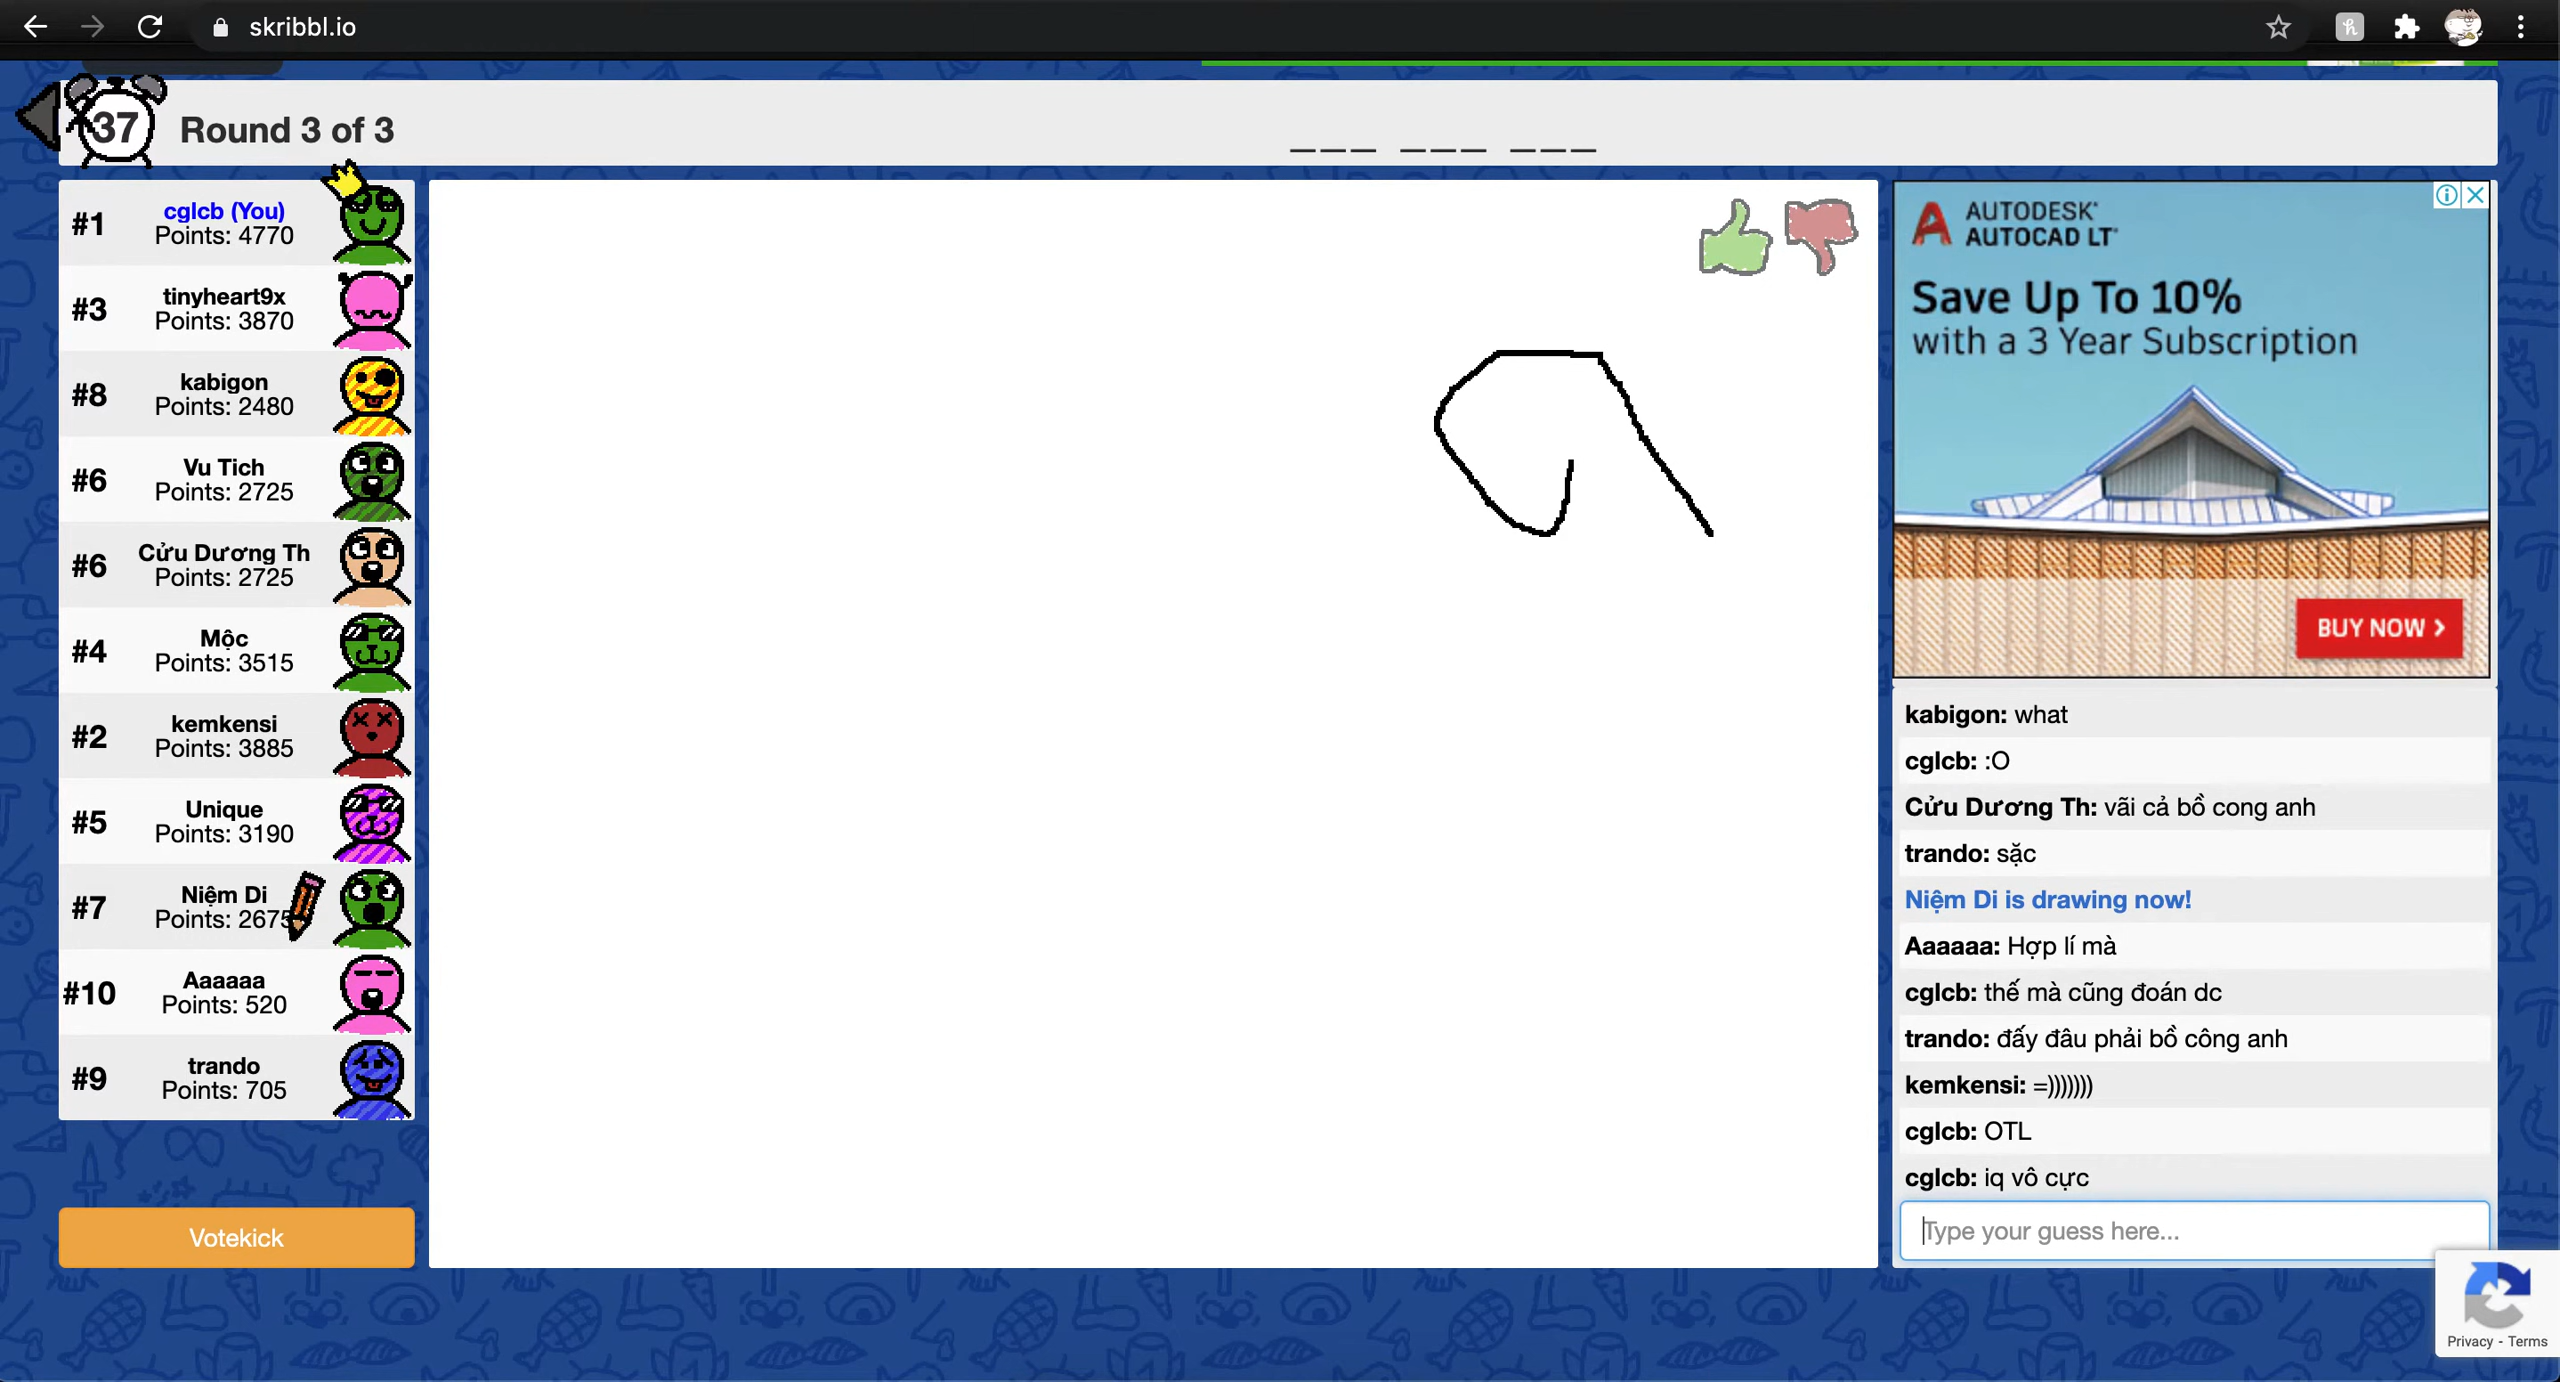 skribbl.io
37
Round 3 of 3
___ ___ ___
#1
cglcb (You)
Points: 4770
#3
tinyheart9x
Points: 3870
#8
kabigon
Points: 2480
#6
Vu Tich
Points: 2725
#6
Cửu Dương Th
Points: 2725
#4
Mộc
Points: 3515
#2
kemkensi
Points: 3885
#5
Unique
Points: 3190
#7
Niệm Di
Points: 2675
#10
Aaaaaa
Points: 520
#9
trando
Points: 705
Votekick
AUTODESK®
AUTOCAD LT®
Save Up To 10%
with a 3 Year Subscription
BUY NOW >
kabigon: what
cglcb: :O
Cửu Dương Th: vãi cả bồ cong anh
trando: sặc
Niệm Di is drawing now!
Aaaaaa: Hợp lí mà
cglcb: thế mà cũng đoán dc
trando: đấy đâu phải bồ công anh
kemkensi: =)))))))
cglcb: OTL
cglcb: iq vô cực
Type your guess here...
Privacy - Terms